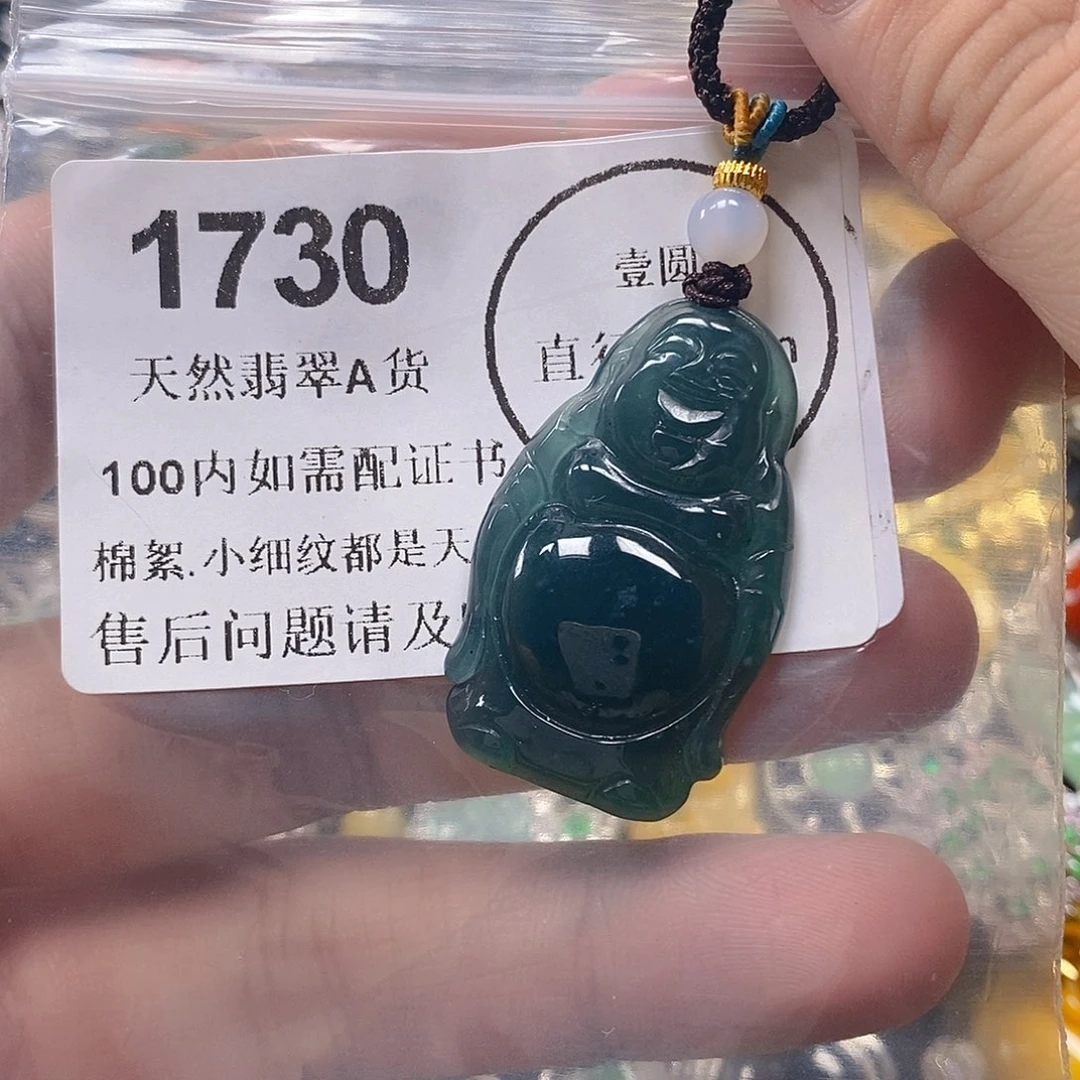 1730
天然翡翠A货
100内如需配证书
棉絮.小细纹都是天
售后问题请及
壹圆
直径